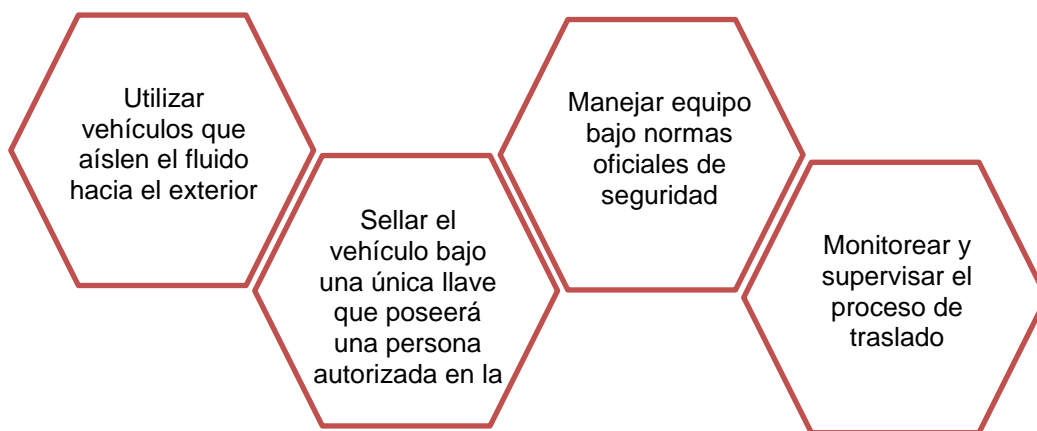 Utilizar
vehículos que
aíslen el fluido
hacia el exterior
Sellar el
vehículo bajo
una única llave
que poseerá
una persona
autorizada en la
Manejar equipo
bajo normas
oficiales de
seguridad
Monitorear y
supervisar el
proceso de
traslado